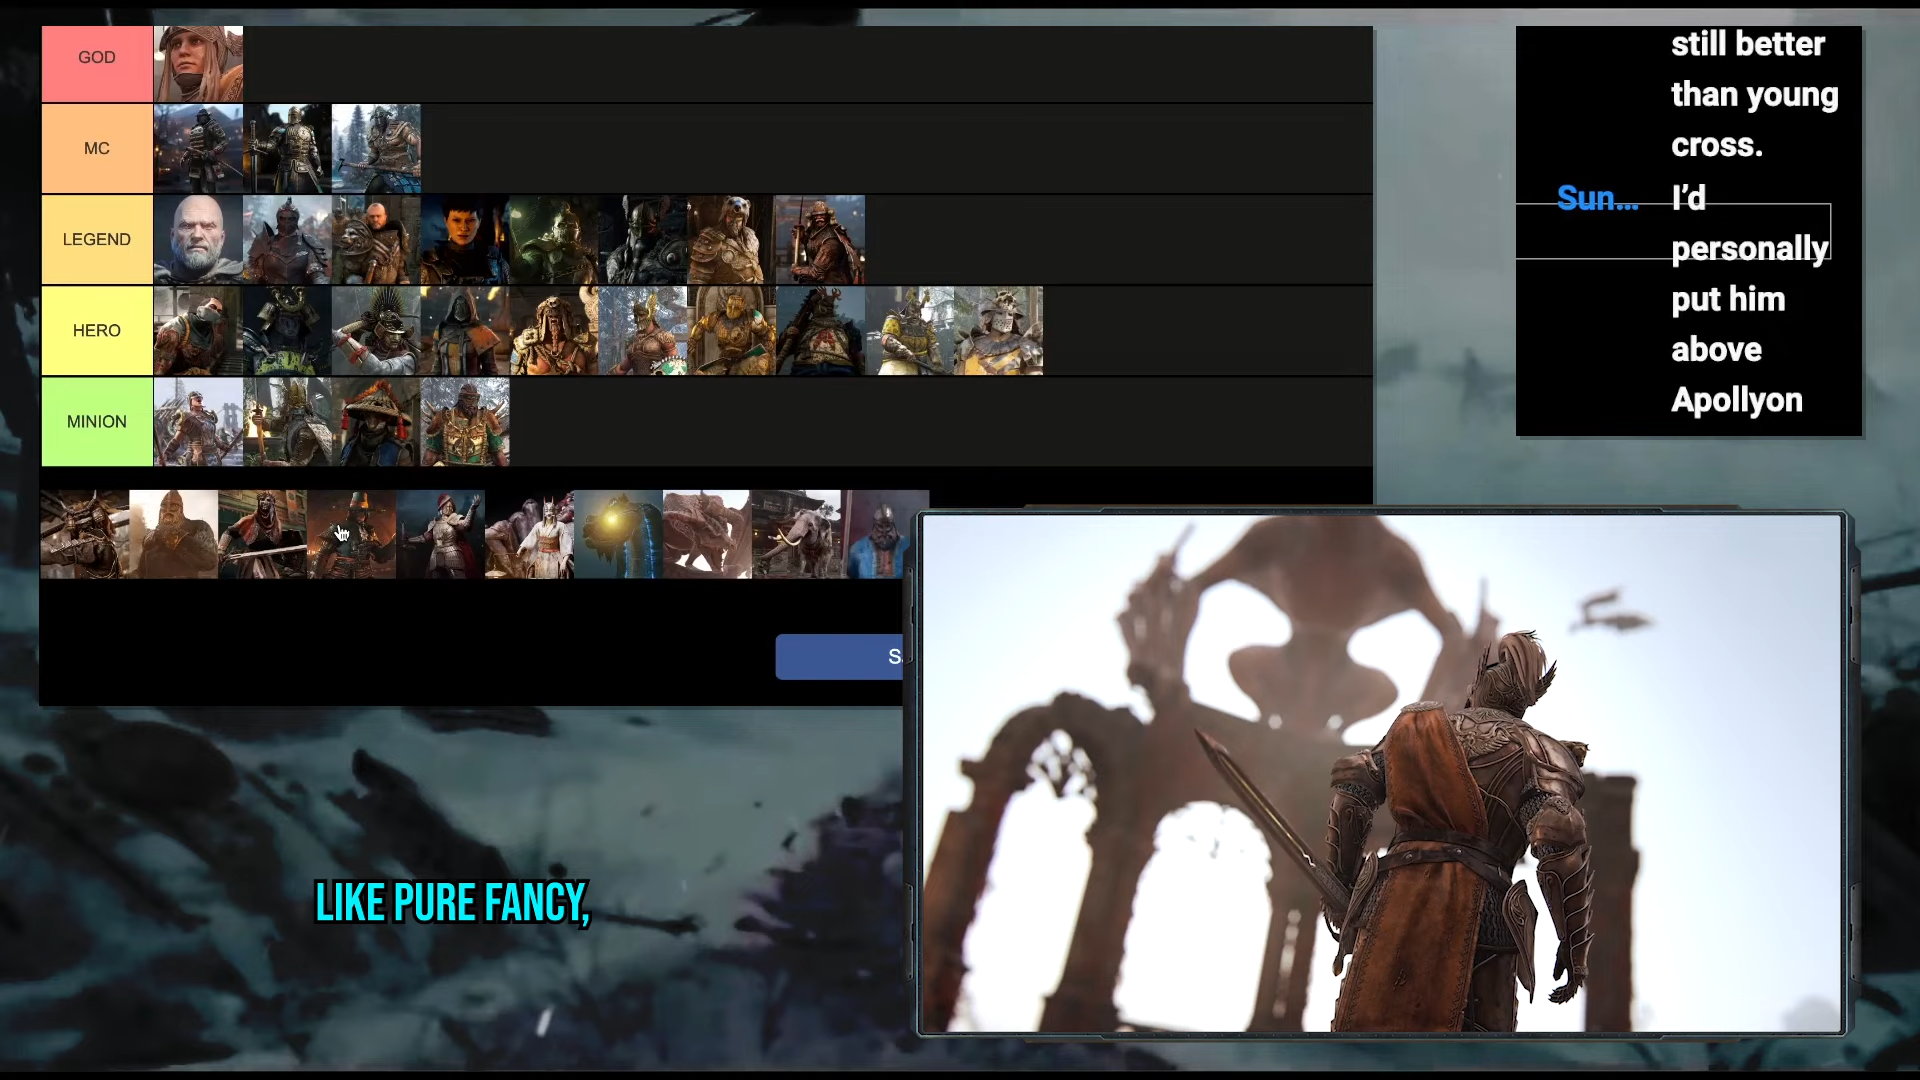 GOD
MC
LEGEND
HERO
MINION
still better
than young
cross.
Sun... I'd
personally
put him
above
Apollyon
S
LIKE PURE FANCY,